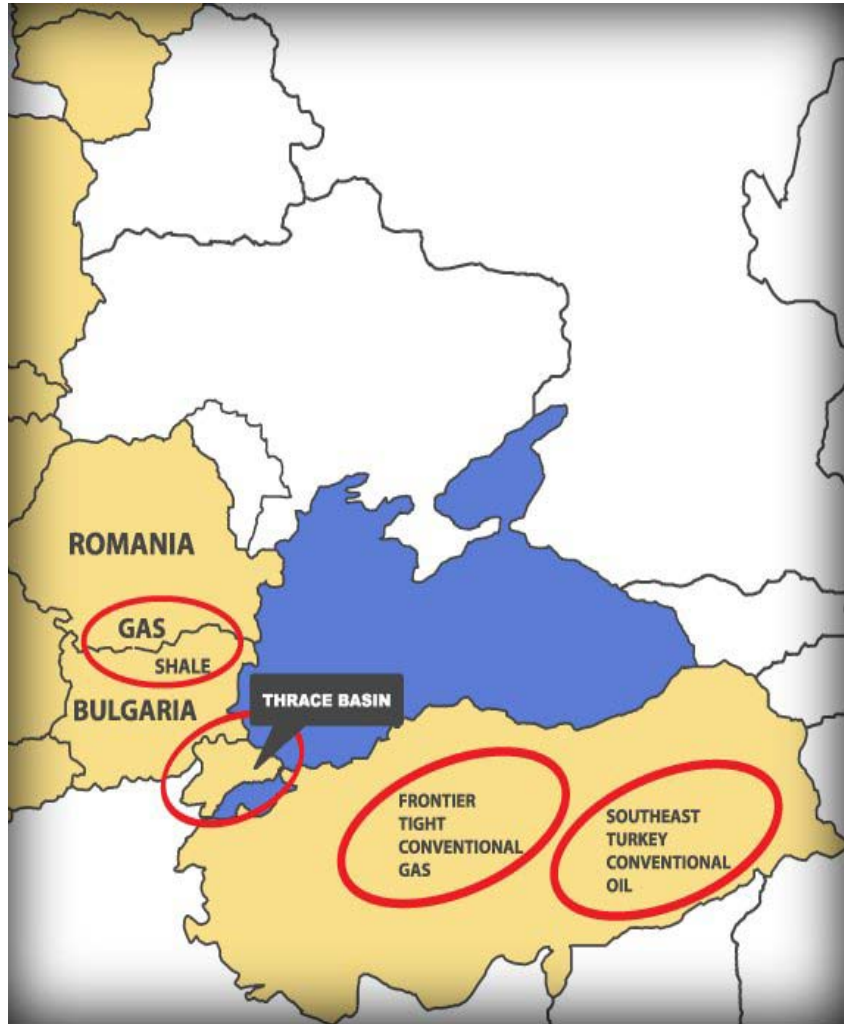 ROMANIA
GAS
SHALE
BULGARIA
THRACE BASIN
FRONTIER
TIGHT
CONVENTIONAL
GAS
SOUTHEAST
TURKEY
CONVENTIONAL
OIL